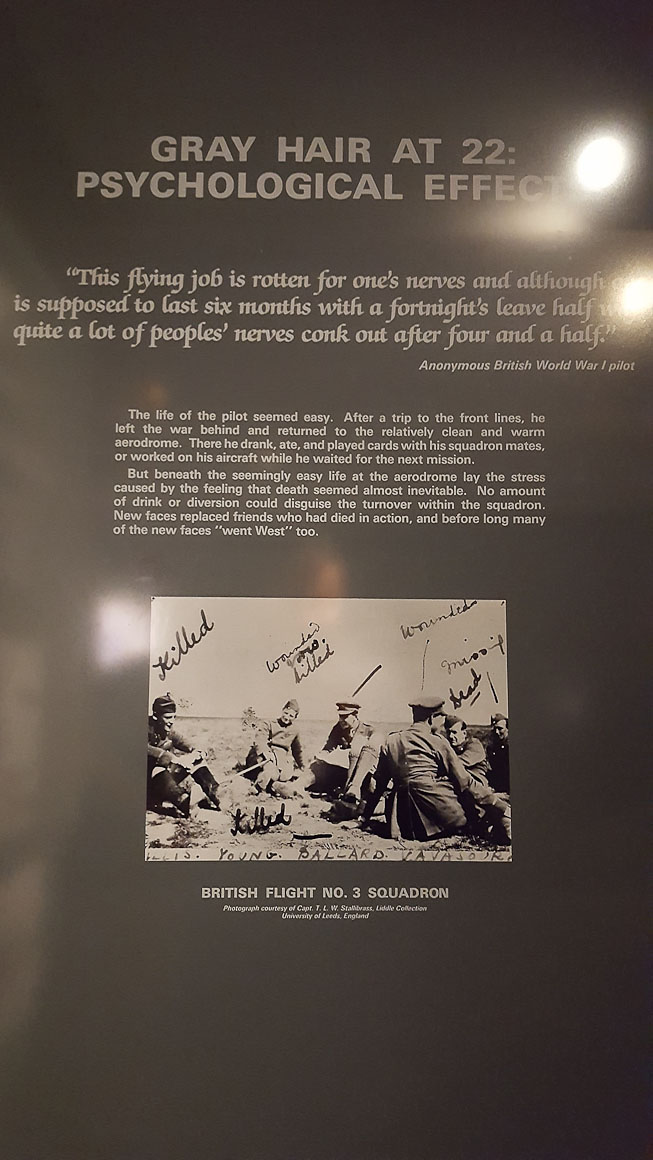 GRAY HAIR AT 22:
PSYCHOLOGICAL EFFECT
"This flying job is rotten for one's nerves and although
is supposed to last six months with a fortnight's leave half
quite a lot of peoples' nerves conk out after four and a half."
Anonymous British World War I pilot
The life of the pilot seemed easy. After a trip to the front lines, he
left the war behind and returned to the relatively clean and warm
aerodrome. There he drank, ate, and played cards with his squadron mates,
or worked on his aircraft while he waited for the next mission.
But beneath the seemingly easy life at the aerodrome lay the stress
caused by the feeling that death seemed almost inevitable. No amount
of drink or diversion could disguise the turnover within the squadron.
New faces replaced friends who had died in action, and before long many
of the new faces "went West" too.
Killed
Wounded
Killed
Wounded
Missing
Dead
Killed
YOUNG. BALLARD.
BRITISH FLIGHT NO. 3 SQUADRON
Photograph courtesy of Capt. T. L. W. Stallibrass, Liddle Collection
University of Leeds, England